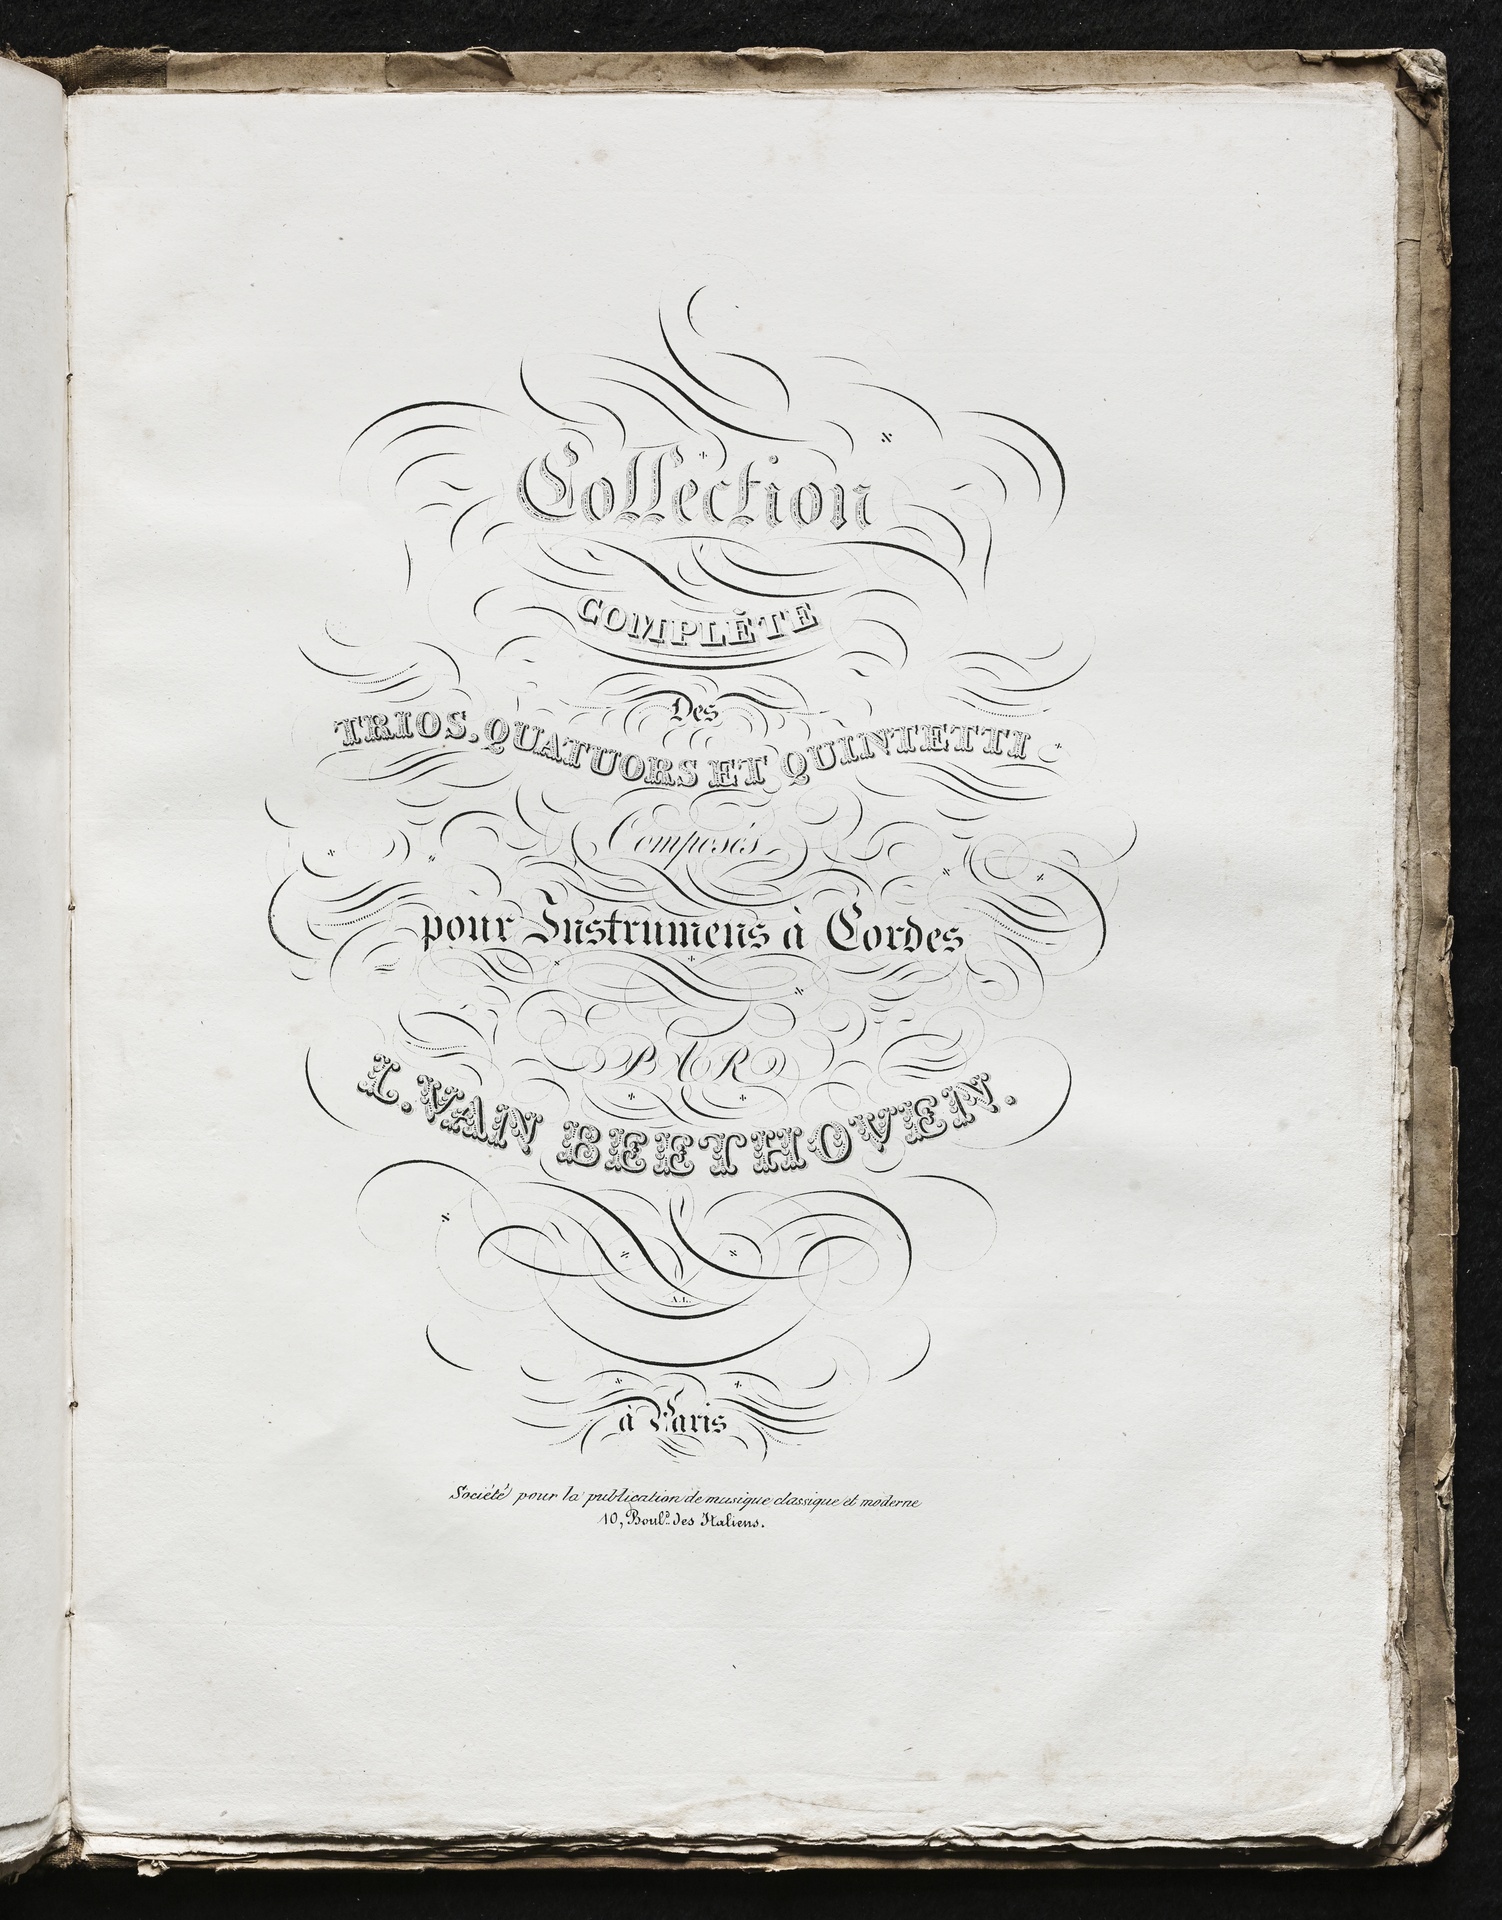 Collection
COMPLÈTE
Des
TRIOS, QUATUORS ET QUINTETTI
Composés
pour Instrumens à Cordes
PAR
L. VAN BEETHOVEN.
A.L.
à Paris
Société pour la publication de musique classique et moderne
10, Boul.d des Italiens.